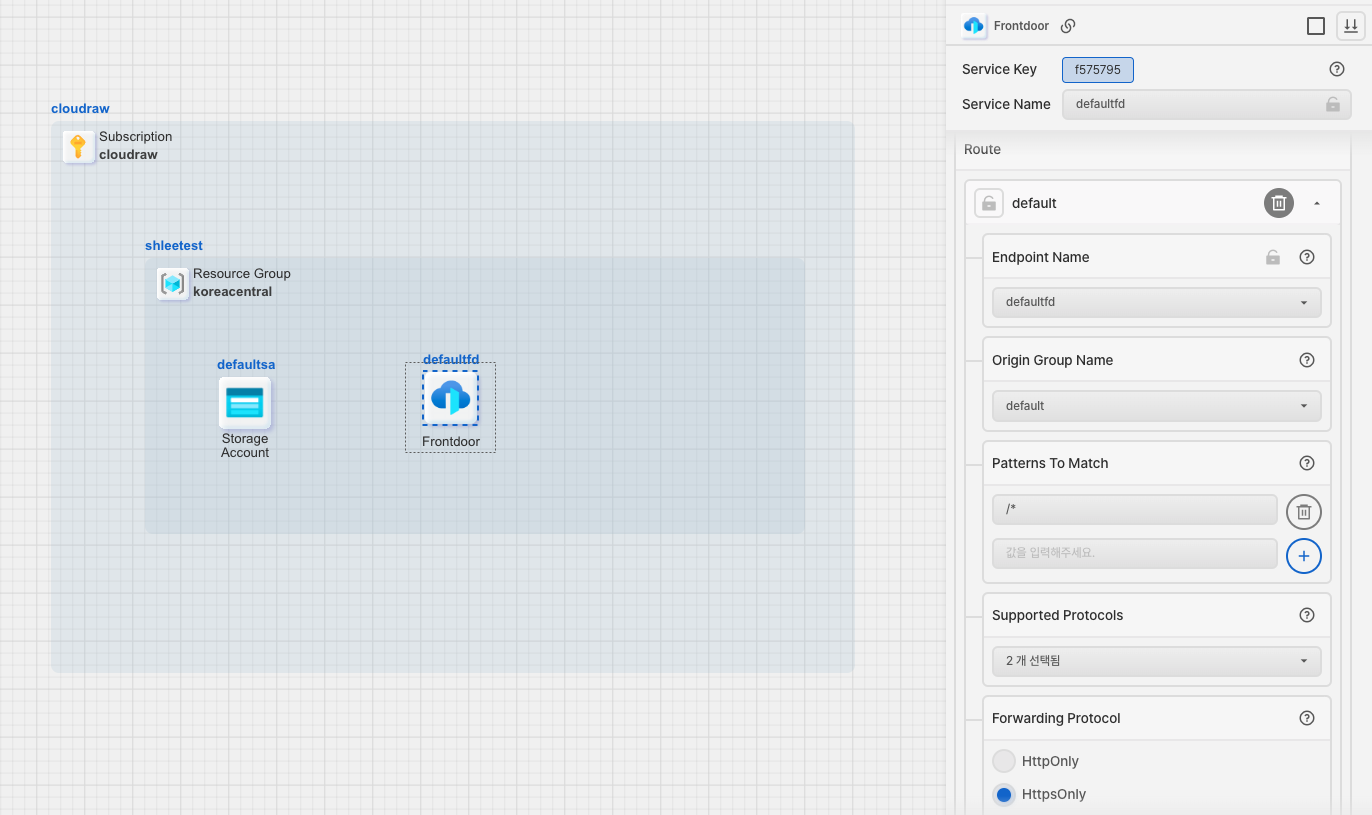 cloudraw
Subscription
cloudraw
shleetest
Resource Group
koreacentral
defaultsa
Storage
Account
defaultfd
Frontdoor
Frontdoor
Service Key
f575795
Service Name
defaultfd
Route
default
Endpoint Name
defaultfd
Origin Group Name
default
Patterns To Match
/*
값을 입력해주세요.
Supported Protocols
2 개 선택됨
Forwarding Protocol
HttpOnly
HttpsOnly